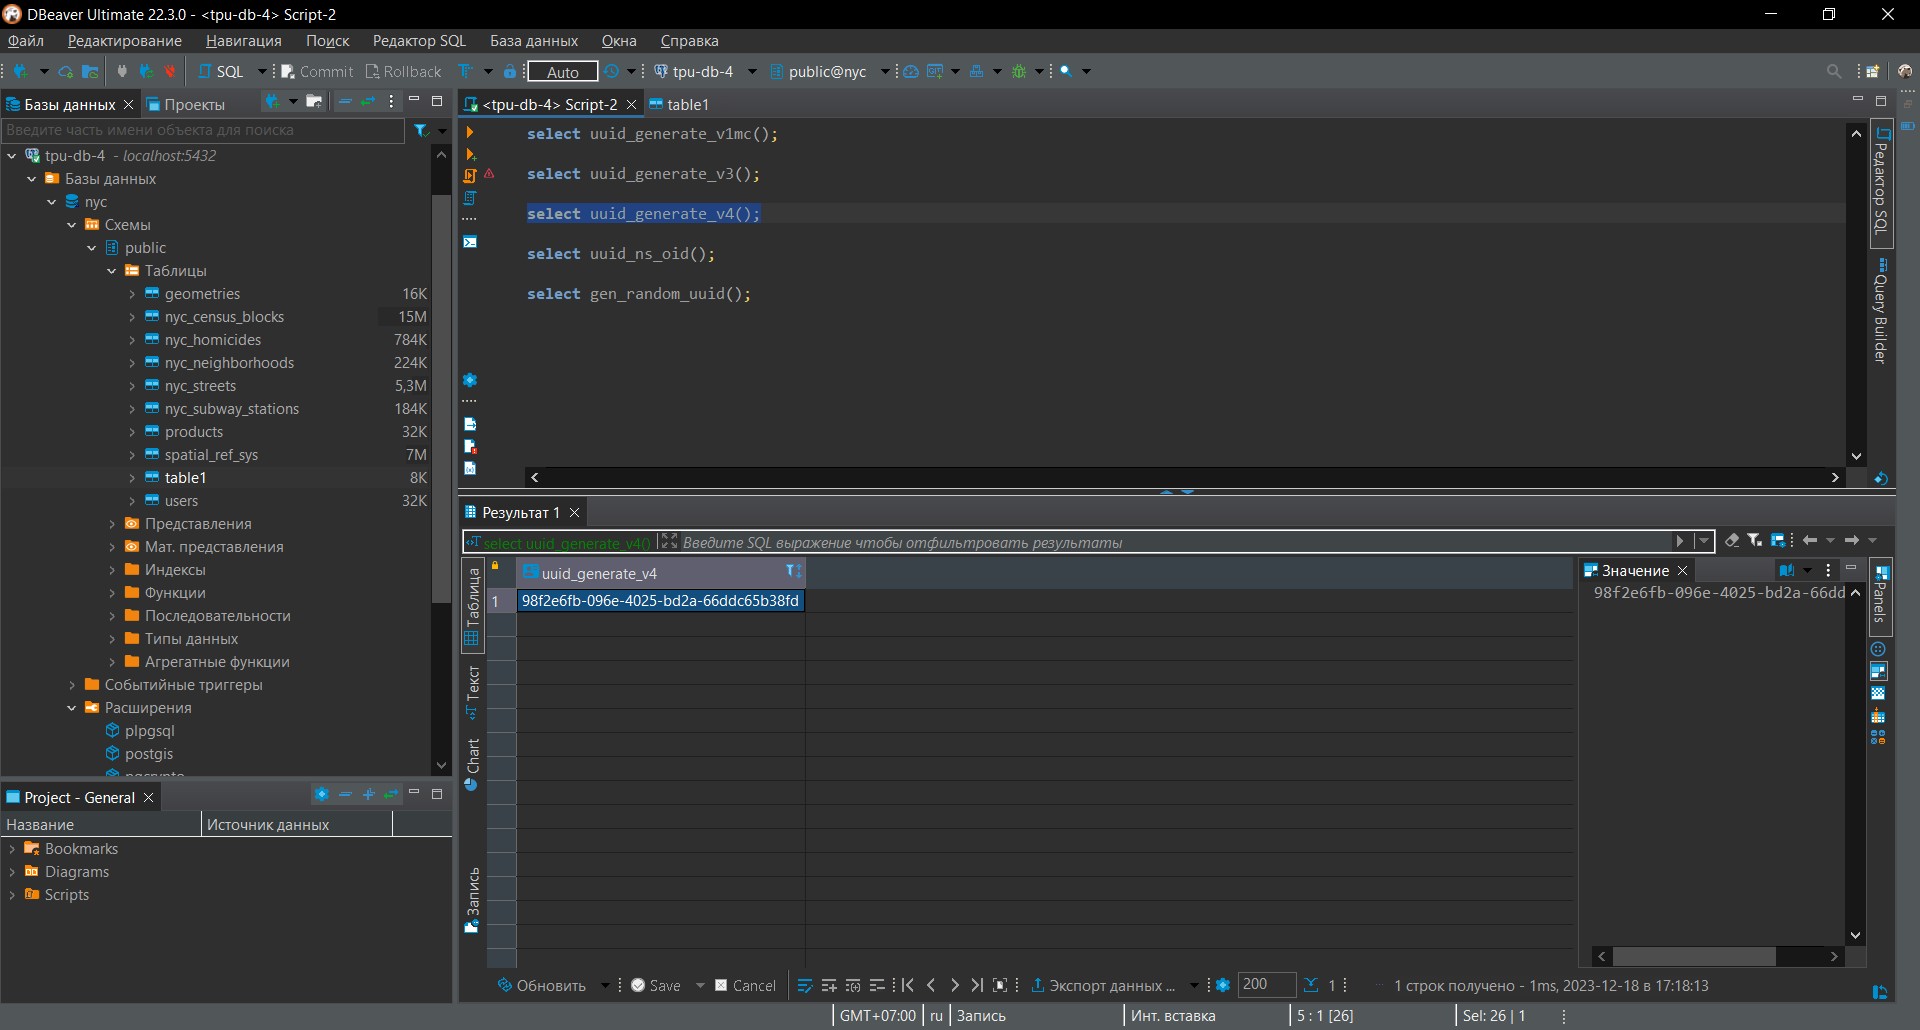 DBeaver Ultimate 22.3.0 - <tpu-db-4> Script-2
Файл Редактирование Навигация Поиск Редактор SQL База данных Окна Справка
SQL Commit Rollback Auto tpu-db-4 public@nyc
Базы данных Проекты
Введите часть имени объекта для поиска
tpu-db-4 - localhost:5432
Базы данных
nyc
Схемы
public
Таблицы
geometries 16K
nyc_census_blocks 15M
nyc_homicides 784K
nyc_neighborhoods 224K
nyc_streets 5,3M
nyc_subway_stations 184K
products 32K
spatial_ref_sys 7M
table1 8K
users 32K
Представления
Мат. представления
Индексы
Функции
Последовательности
Типы данных
Агрегатные функции
Событийные триггеры
Расширения
plpgsql
postgis
Project - General
Название Источник данных
Bookmarks
Diagrams
Scripts
<tpu-db-4> Script-2 table1
select uuid_generate_v1mc();
select uuid_generate_v3();
select uuid_generate_v4();
select uuid_ns_oid();
select gen_random_uuid();
Редактор SQL
Query Builder
Результат 1
select uuid_generate_v4() Введите SQL выражение чтобы отфильтровать результаты
Таблица
Текст
Chart
Запись
uuid_generate_v4
1 98f2e6fb-096e-4025-bd2a-66ddc65b38fd
Значение
98f2e6fb-096e-4025-bd2a-66dd
Panels
Обновить Save Cancel Экспорт данных ... 200 1 1 строк получено - 1ms, 2023-12-18 в 17:18:13
GMT+07:00 ru Запись Инт. вставка 5 : 1 [26] Sel: 26 | 1